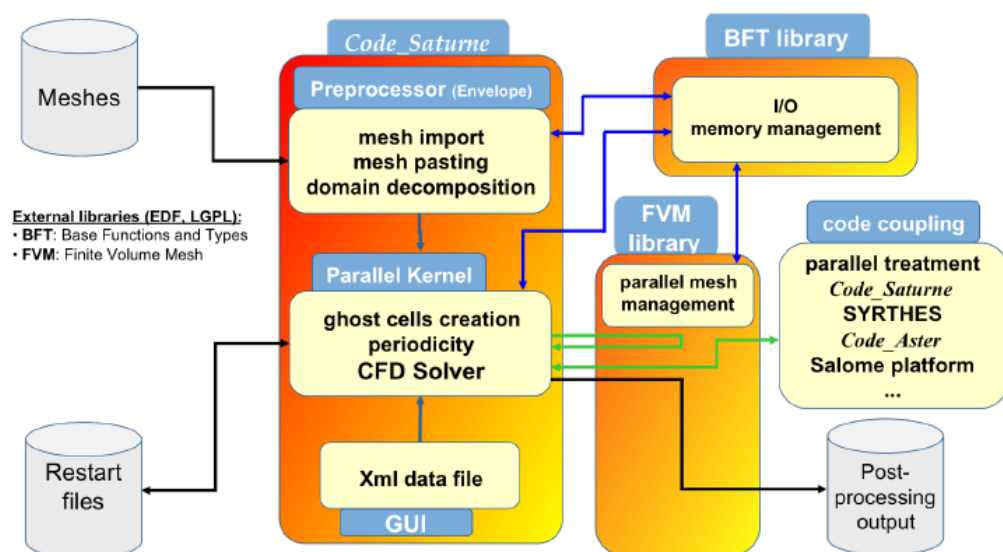 Meshes
External libraries (EDF, LGPL):
• BFT: Base Functions and Types
• FVM: Finite Volume Mesh
Restart
files
Code_Saturne
Preprocessor (Envelope)
mesh import
mesh pasting
domain decomposition
Parallel Kernel
ghost cells creation
periodicity
CFD Solver
Xml data file
GUI
BFT library
I/O
memory management
FVM
library
parallel mesh
management
code coupling
parallel treatment
Code_Saturne
SYRTHES
Code_Aster
Salome platform
...
Post-
processing
output